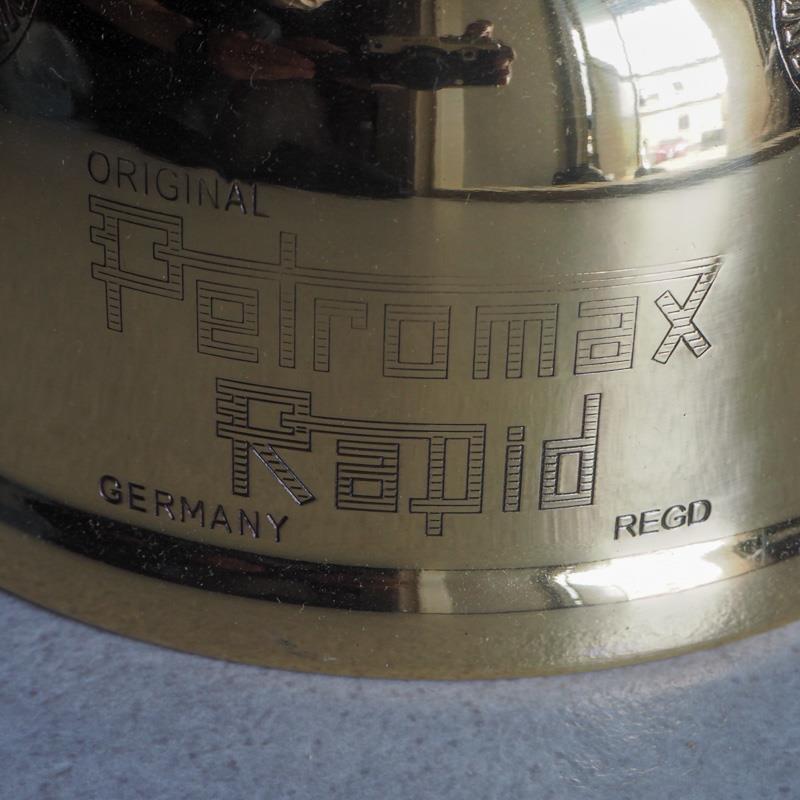 ORIGINAL
Petromax
Rapid
GERMANY
REGD